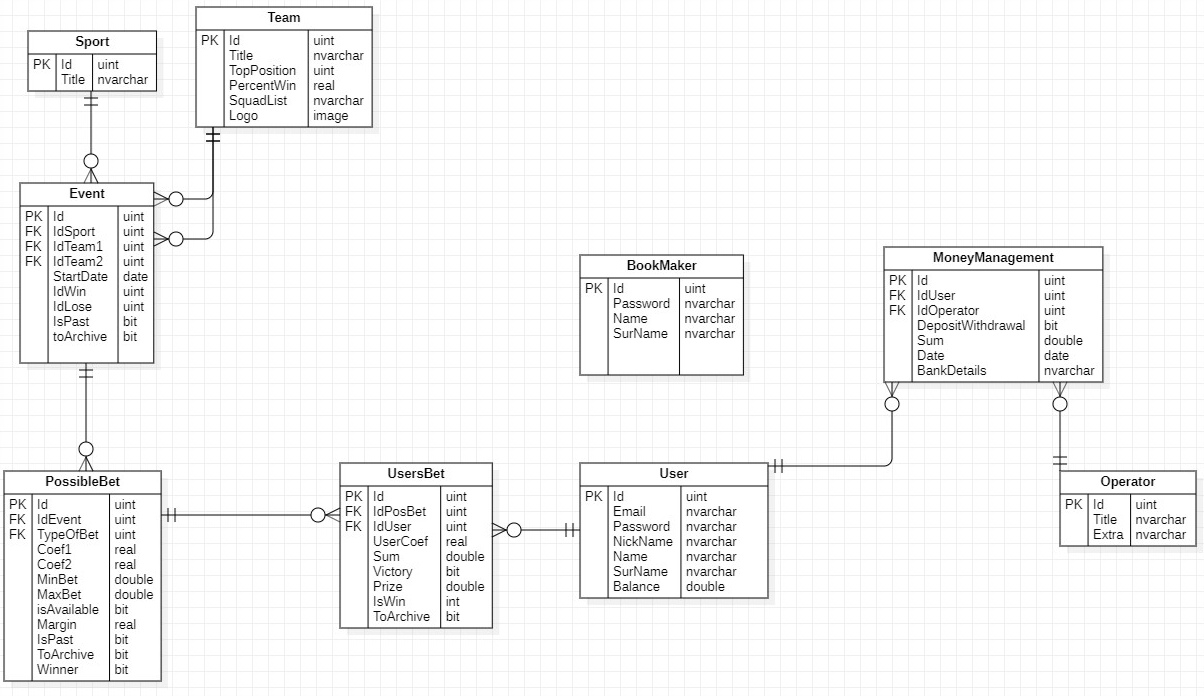 Sport
PK Id uint
Title nvarchar
Team
PK Id uint
Title nvarchar
TopPosition uint
PercentWin real
SquadList nvarchar
Logo image
Event
PK Id uint
FK IdSport uint
FK IdTeam1 uint
FK IdTeam2 uint
StartDate date
IdWin uint
IdLose uint
IsPast bit
toArchive bit
BookMaker
PK Id uint
Password nvarchar
Name nvarchar
SurName nvarchar
MoneyManagement
PK Id uint
FK IdUser uint
FK IdOperator uint
DepositWithdrawal bit
Sum double
Date date
BankDetails nvarchar
PossibleBet
PK Id uint
FK IdEvent uint
FK TypeOfBet uint
Coef1 real
Coef2 real
MinBet double
MaxBet double
isAvailable bit
Margin real
IsPast bit
ToArchive bit
Winner bit
UsersBet
PK Id uint
FK IdPosBet uint
FK IdUser uint
UserCoef real
Sum double
Victory bit
Prize double
IsWin int
ToArchive bit
User
PK Id uint
Email nvarchar
Password nvarchar
NickName nvarchar
Name nvarchar
SurName nvarchar
Balance double
Operator
PK Id uint
Title nvarchar
Extra nvarchar